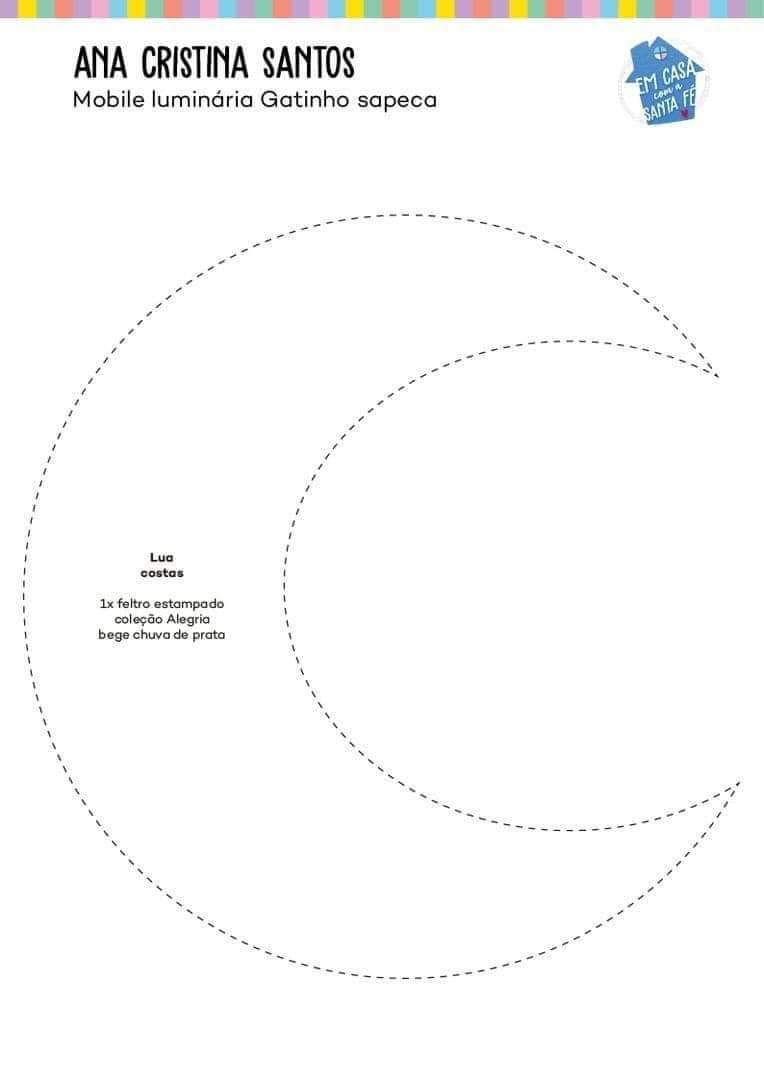 ANA CRISTINA SANTOS
Mobile luminária Gatinho sapeca
EM CASA
com a
SANTA FÉ
Lua
costas
1x feltro estampado
coleção Alegria
bege chuva de prata